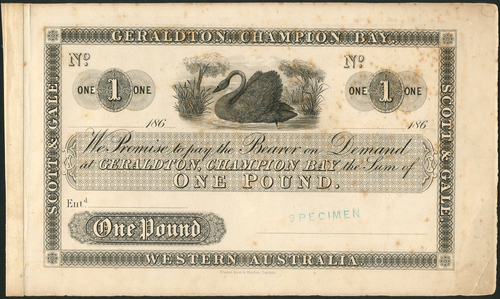 GERALDTON, CHAMPION BAY.
Nº Nº
ONE 1 ONE ONE 1 ONE
186 186
SCOTT & GALE
SCOTT & GALE.
We Promise to pay the Bearer on Demand
at GERALDTON, CHAMPION BAY, the Sum of
ONE POUND.
Entd
SPECIMEN
One Pound
WESTERN AUSTRALIA.